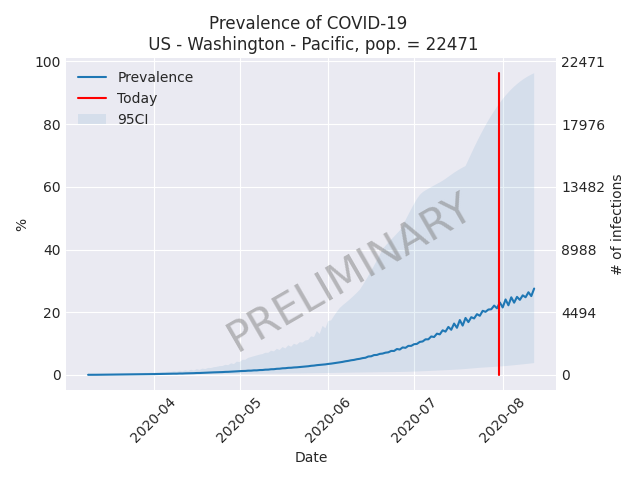 Prevalence of COVID-19
US - Washington - Pacific, pop. = 22471
Prevalence
Today
95CI
PRELIMINARY
100
80
60
40
20
0
%
22471
17976
13482
8988
4494
0
# of infections
2020-04
2020-05
2020-06
2020-07
2020-08
Date